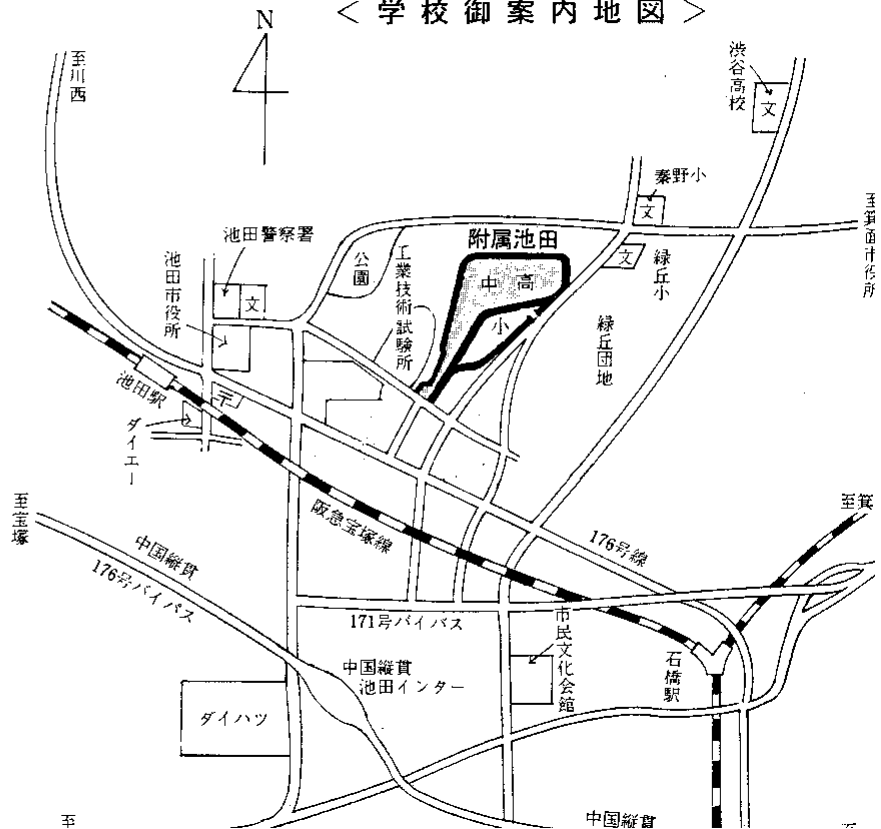 ＜学校御案内地図＞
N
至川西
渋谷高校
文
秦野小
文
至箕面市役所
池田警察署
附属池田
公園
工業技術試験所
中高
文
緑丘小
池田市役所
文
小
緑丘団地
池田駅
〒
ダイエー
至宝塚
阪急宝塚線
至箕
176号線
中国縦貫
176号バイパス
171号バイパス
市民文化会館
石橋駅
中国縦貫
池田インター
ダイハツ
至
中国縦貫
至